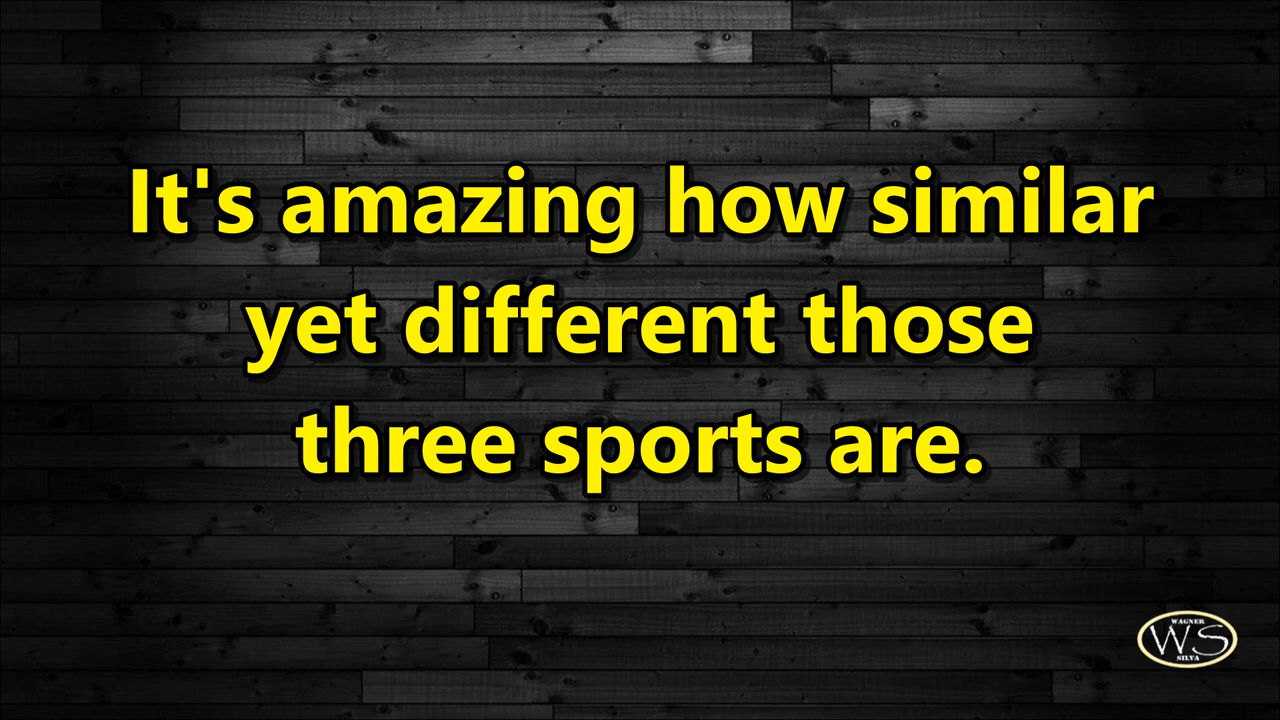 It's amazing how similar
yet different those
three sports are.
WAGNER
WS
SILVA